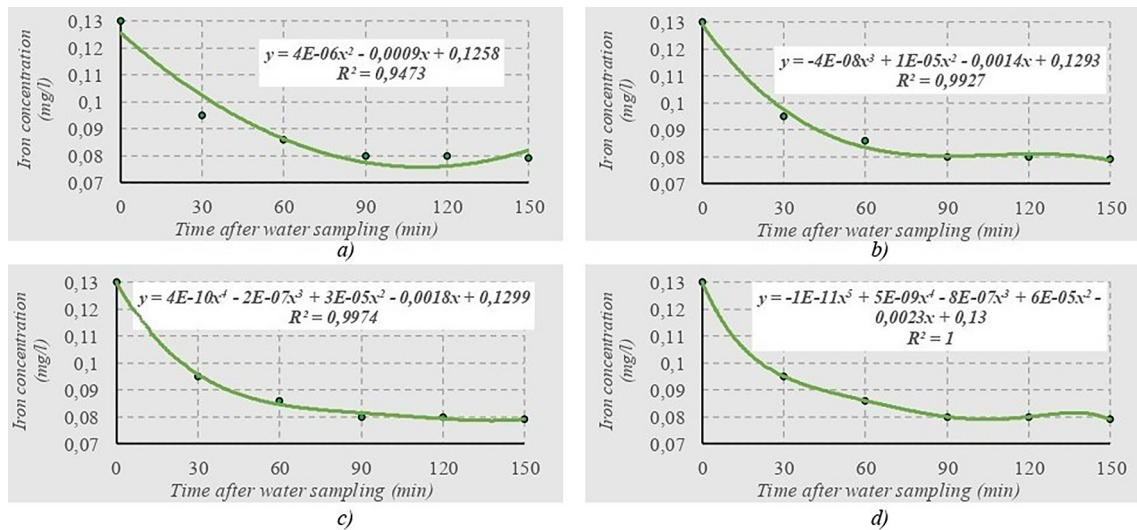 0,13
0,12
0,11
0,1
0,09
0,08
0,07
Iron concentration
(mg/l)
y = 4E-06x² - 0,0009x + 0,1258
R² = 0,9473
0 30 60 90 120 150
Time after water sampling (min)
a)
0,13
0,12
0,11
0,1
0,09
0,08
0,07
Iron concentration
(mg/l)
y = -4E-08x³ + 1E-05x² - 0,0014x + 0,1293
R² = 0,9927
0 30 60 90 120 150
Time after water sampling (min)
b)
0,13
0,12
0,11
0,1
0,09
0,08
0,07
Iron concentration
(mg/l)
y = 4E-10x⁴ - 2E-07x³ + 3E-05x² - 0,0018x + 0,1299
R² = 0,9974
0 30 60 90 120 150
Time after water sampling (min)
c)
0,13
0,12
0,11
0,1
0,09
0,08
0,07
Iron concentration
(mg/l)
y = -1E-11x⁵ + 5E-09x⁴ - 8E-07x³ + 6E-05x² -
0,0023x + 0,13
R² = 1
0 30 60 90 120 150
Time after water sampling (min)
d)